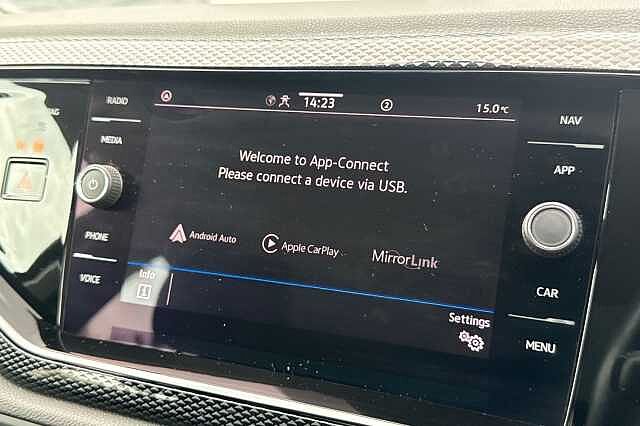 RADIO
MEDIA
PHONE
VOICE
14:23
2
15.0°C
Welcome to App-Connect
Please connect a device via USB.
Android Auto
Apple CarPlay
MirrorLink
Info
Settings
NAV
APP
CAR
MENU